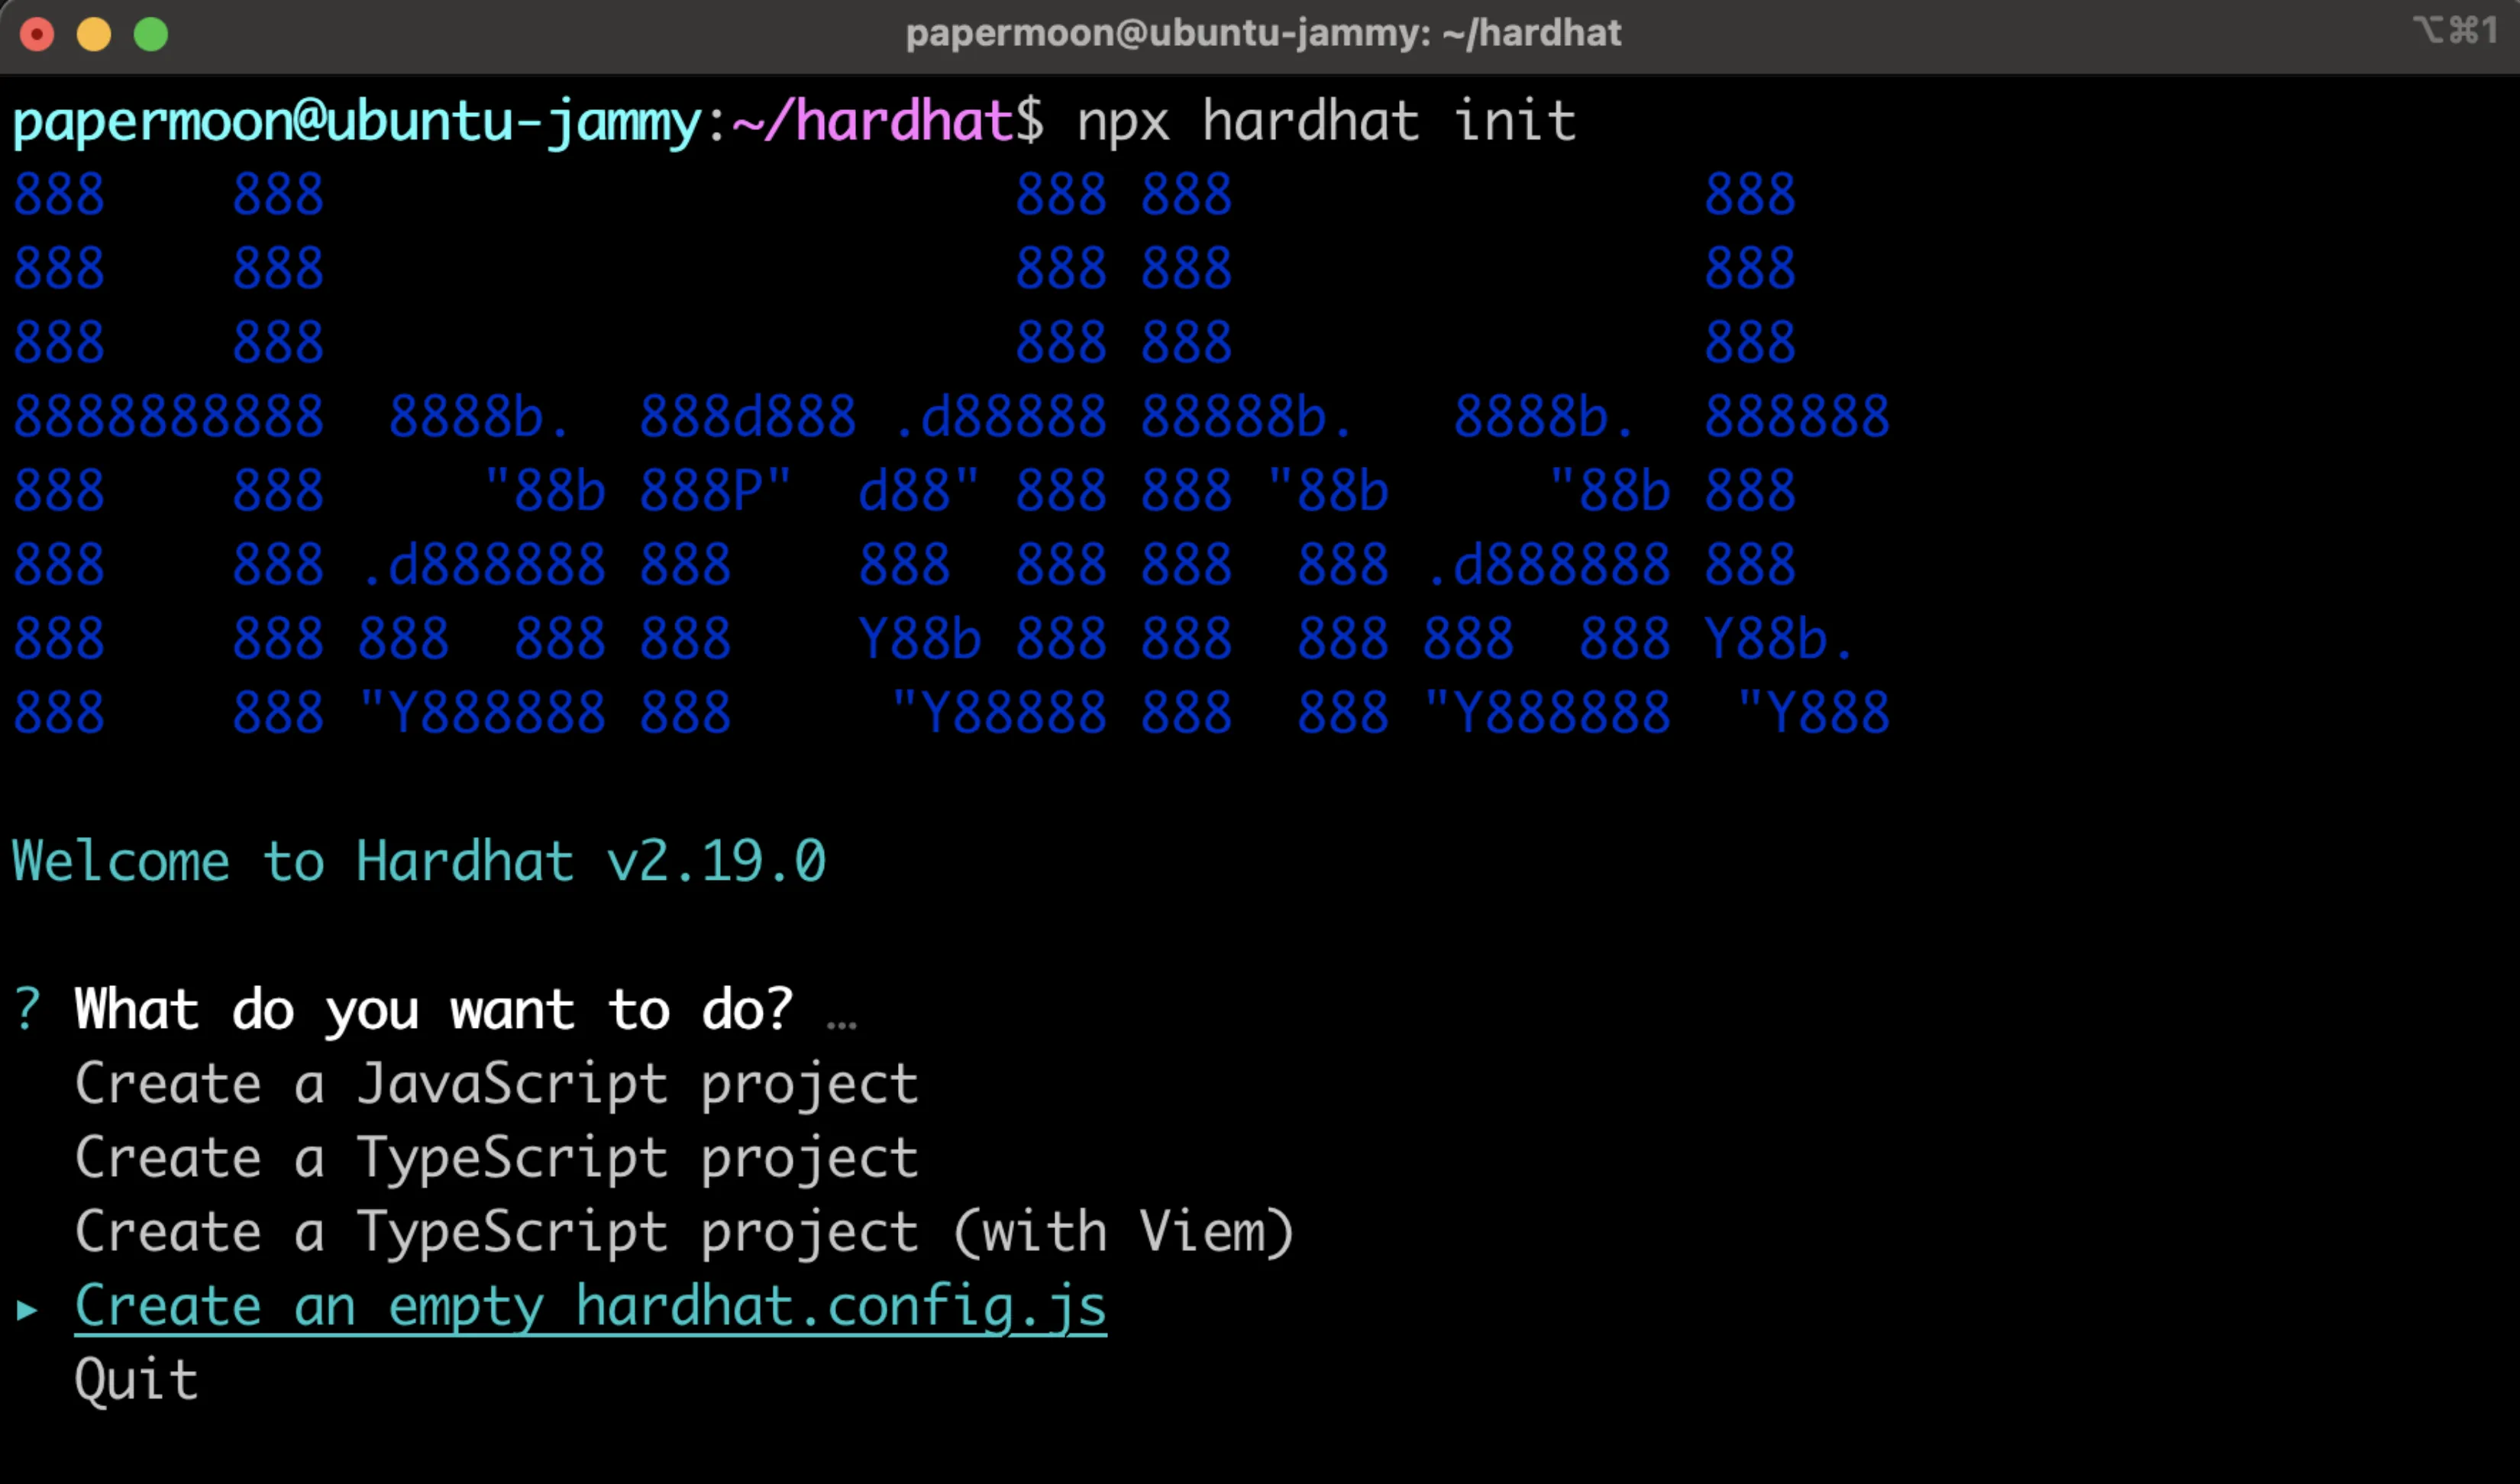 papermoon@ubuntu-jammy: ~/hardhat ⌥⌘1
papermoon@ubuntu-jammy:~/hardhat$ npx hardhat init
888    888                      888 888               888
888    888                      888 888               888
888    888                      888 888               888
8888888888  8888b.  888d888 .d88888 88888b.   8888b.  888888
888    888     "88b 888P"  d88" 888 888 "88b     "88b 888
888    888 .d888888 888    888  888 888  888 .d888888 888
888    888 888  888 888    Y88b 888 888  888 888  888 Y88b.
888    888 "Y888888 888     "Y88888 888  888 "Y888888  "Y888
Welcome to Hardhat v2.19.0
? What do you want to do? …
Create a JavaScript project
Create a TypeScript project
Create a TypeScript project (with Viem)
▸ Create an empty hardhat.config.js
Quit